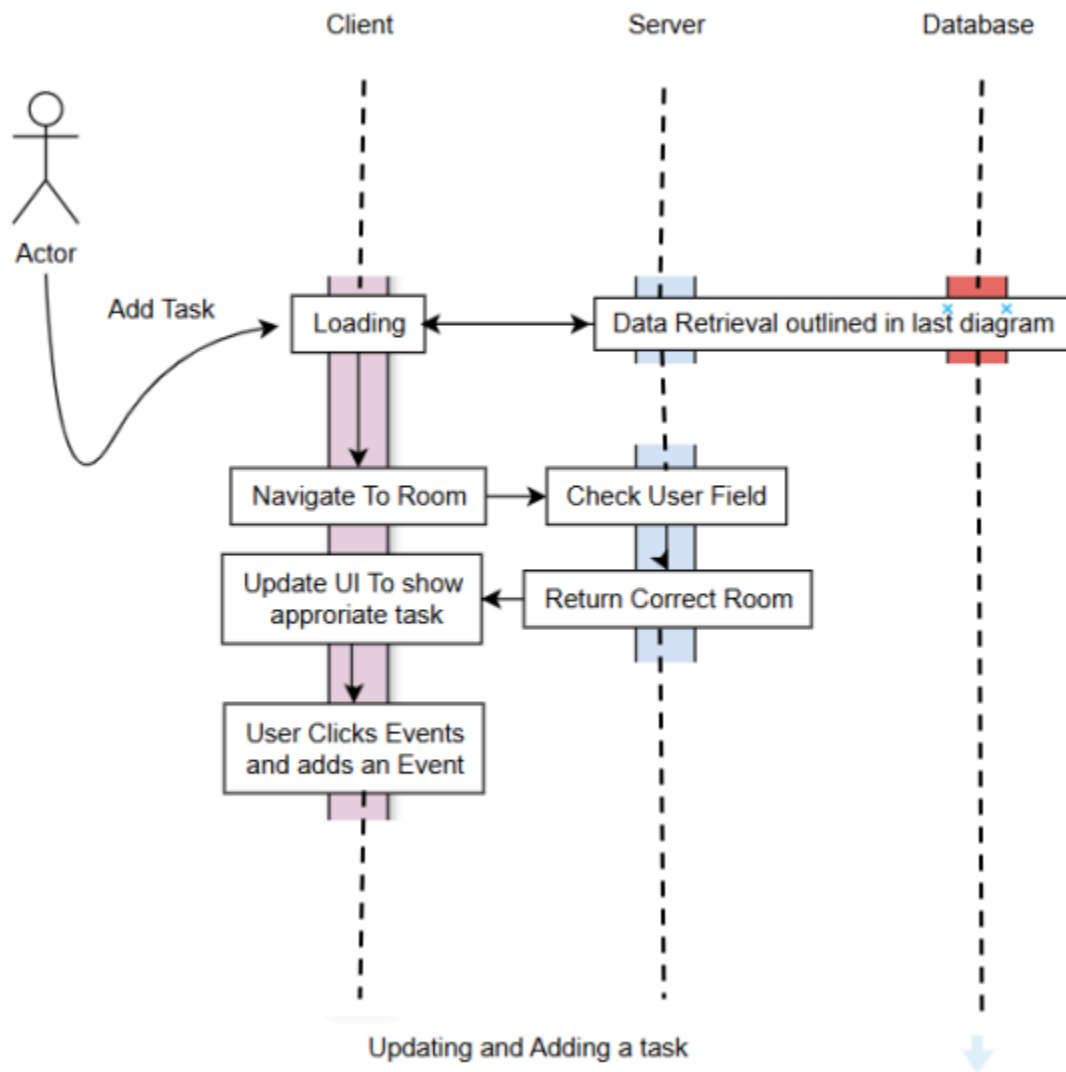 Client
Server
Database
Actor
Add Task
Loading
Data Retrieval outlined in last diagram
Navigate To Room
Check User Field
Update UI To show
approriate task
Return Correct Room
User Clicks Events
and adds an Event
Updating and Adding a task